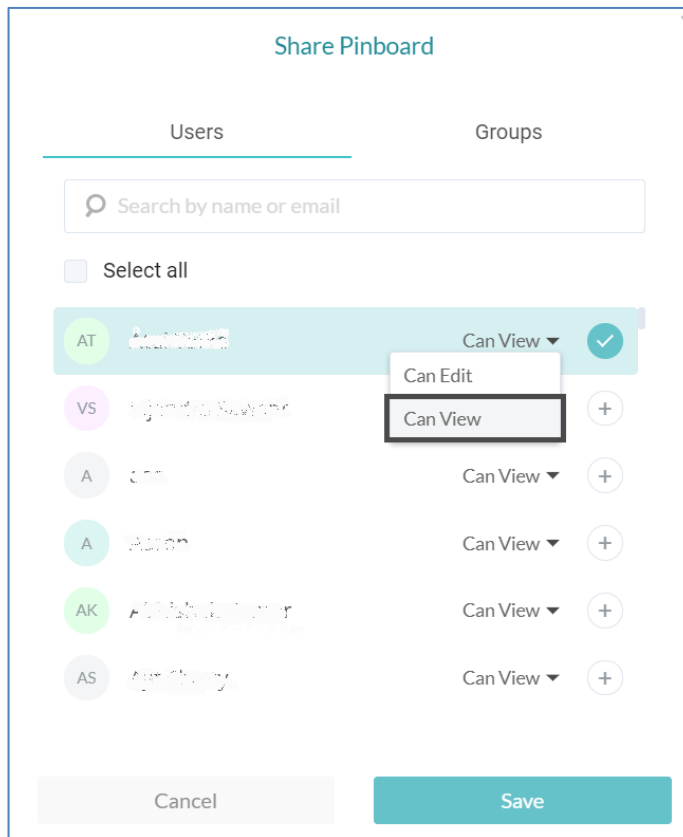 Share Pinboard
Users Groups
Search by name or email
Select all
AT Can View
Can Edit
VS Can View
A Can View
A Can View
AK Can View
AS Can View
Cancel Save